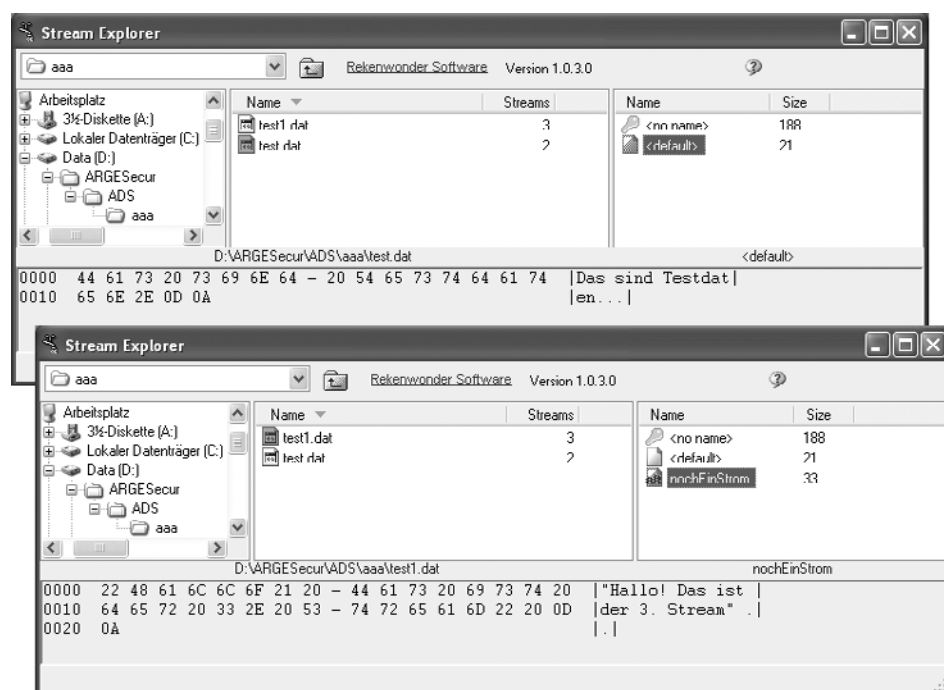 Stream Explorer
aaa Rekenwonder Software Version 1.0.3.0
Arbeitsplatz Name Streams Name Size
3½-Diskette (A:) test1.dat 3 <no name> 188
Lokaler Datenträger (C:) test.dat 2 <default> 21
Data (D:)
ARGESecur
ADS
aaa
D:\ARGESecur\ADS\aaa\test.dat <default>
0000 44 61 73 20 73 69 6E 64 – 20 54 65 73 74 64 61 74 |Das sind Testdat|
0010 65 6E 2E 0D 0A |en...|
Stream Explorer
aaa Rekenwonder Software Version 1.0.3.0
Arbeitsplatz Name Streams Name Size
3½-Diskette (A:) test1.dat 3 <no name> 188
Lokaler Datenträger (C:) test.dat 2 <default> 21
Data (D:) nochEinStrom 33
ARGESecur
ADS
aaa
D:\ARGESecur\ADS\aaa\test1.dat nochEinStrom
0000 22 48 61 6C 6C 6F 21 20 – 44 61 73 20 69 73 74 20 |"Hallo! Das ist |
0010 64 65 72 20 33 2E 20 53 – 74 72 65 61 6D 22 20 0D |der 3. Stream" .|
0020 0A |.|